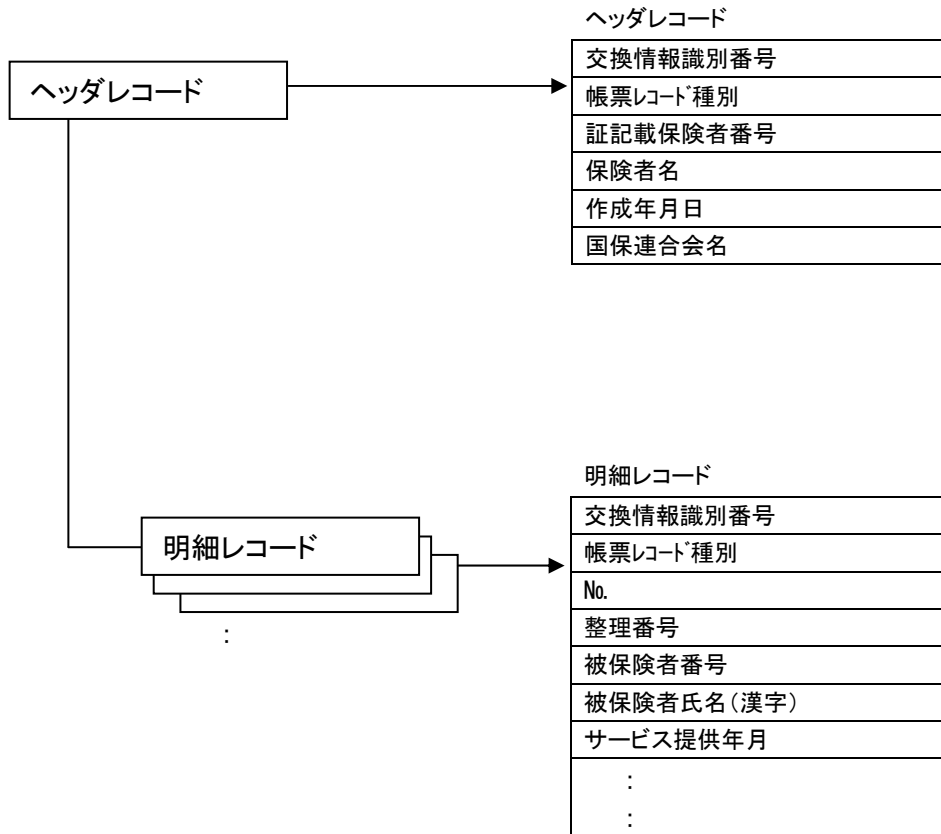 ヘッダレコード
ヘッダレコード
交換情報識別番号
帳票ﾚｺｰﾄﾞ種別
証記載保険者番号
保険者名
作成年月日
国保連合会名
明細レコード
:
明細レコード
交換情報識別番号
帳票ﾚｺｰﾄﾞ種別
№
整理番号
被保険者番号
被保険者氏名(漢字)
サービス提供年月
:
: